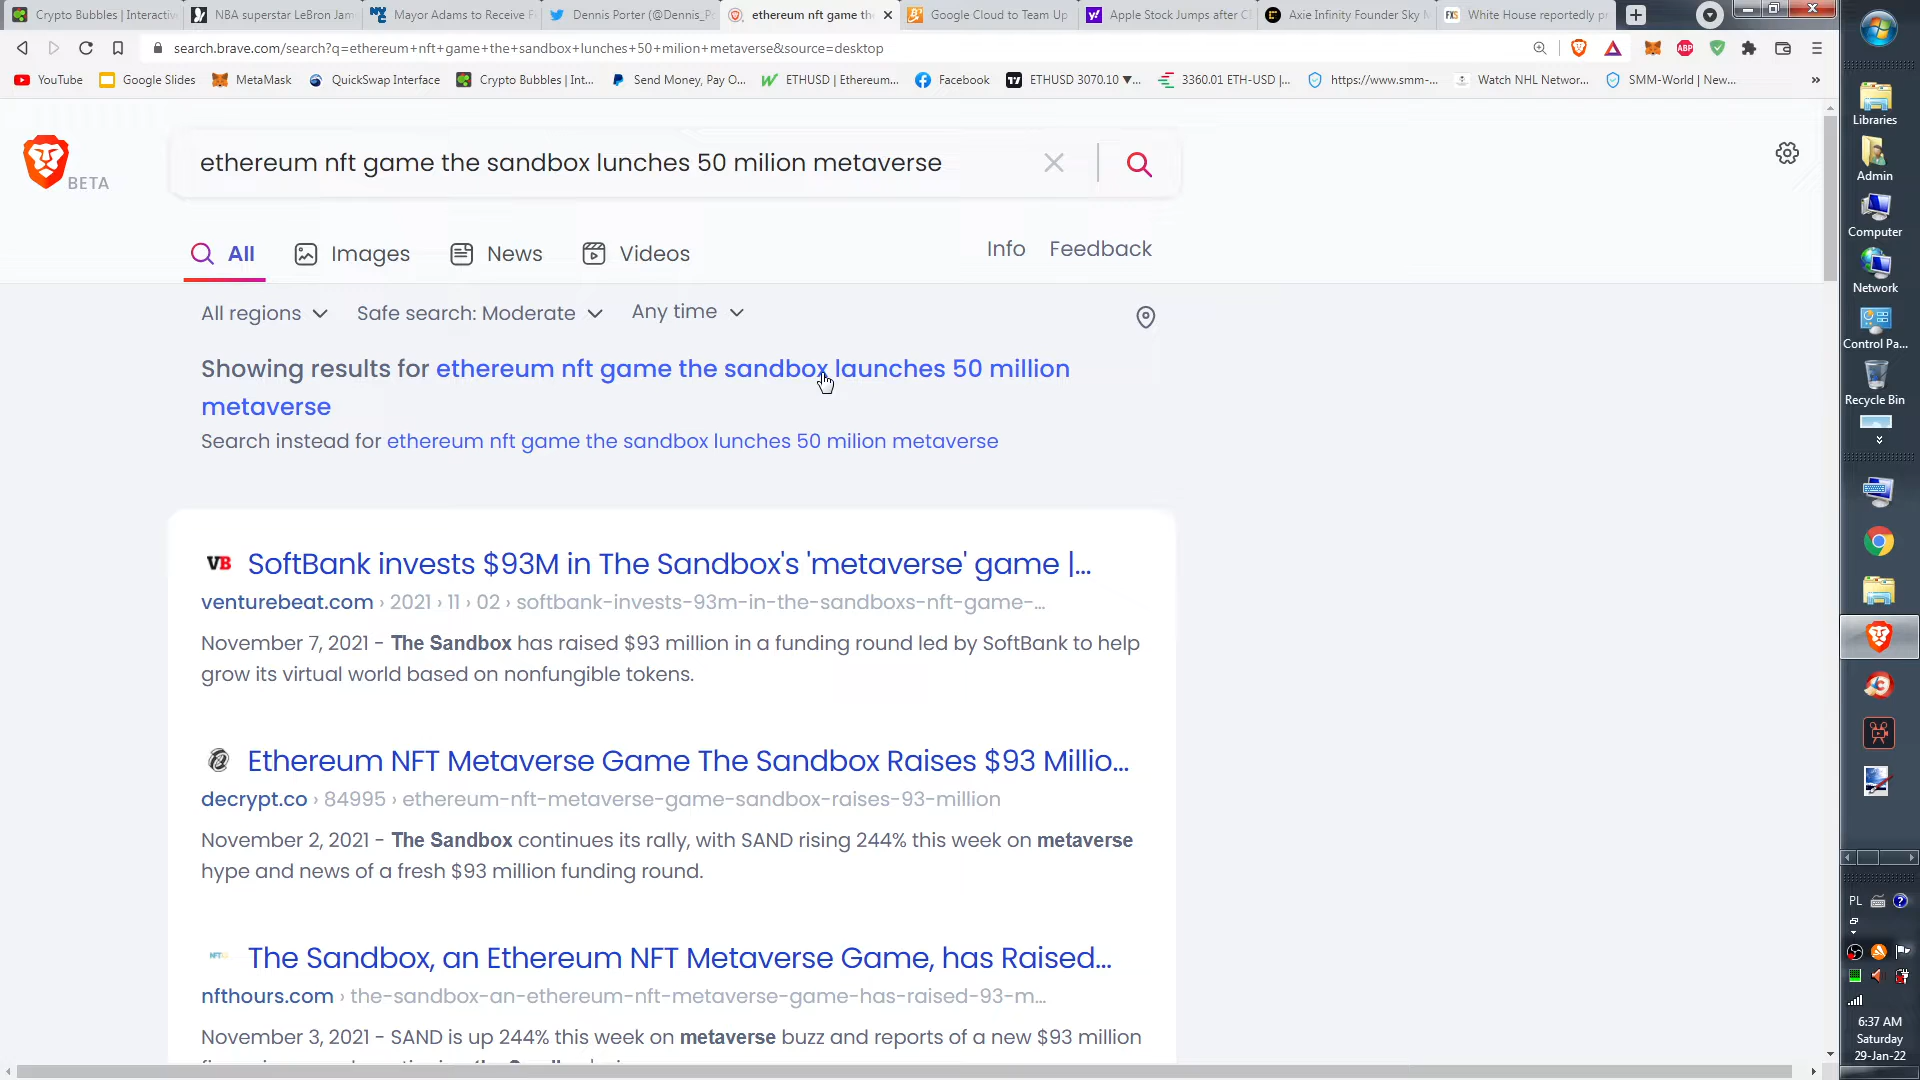 Crypto Bubbles | Interactiv
NBA superstar LeBron Jam
Mayor Adams to Receive F
Dennis Porter (@Dennis_P
ethereum nft game the
Google Cloud to Team Up
Apple Stock Jumps after C
Axie Infinity Founder Sky M
White House reportedly pr
search.brave.com/search?q=ethereum+nft+game+the+sandbox+lunches+50+milion+metaverse&source=desktop
YouTube
Google Slides
MetaMask
QuickSwap Interface
Crypto Bubbles | Int...
Send Money, Pay O...
ETHUSD | Ethereum...
Facebook
ETHUSD 3070.10 ▼...
3360.01 ETH-USD |...
https://www.smm-...
Watch NHL Networ...
SMM-World | New...
»
BETA
ethereum nft game the sandbox lunches 50 milion metaverse
All
Images
News
Videos
Info
Feedback
All regions
Safe search: Moderate
Any time
Showing results for ethereum nft game the sandbox launches 50 million
metaverse
Search instead for ethereum nft game the sandbox lunches 50 milion metaverse
VB SoftBank invests $93M in The Sandbox's 'metaverse' game |...
venturebeat.com › 2021 › 11 › 02 › softbank-invests-93m-in-the-sandboxs-nft-game-...
November 7, 2021 - The Sandbox has raised $93 million in a funding round led by SoftBank to help
grow its virtual world based on nonfungible tokens.
Ethereum NFT Metaverse Game The Sandbox Raises $93 Millio...
decrypt.co › 84995 › ethereum-nft-metaverse-game-sandbox-raises-93-million
November 2, 2021 - The Sandbox continues its rally, with SAND rising 244% this week on metaverse
hype and news of a fresh $93 million funding round.
The Sandbox, an Ethereum NFT Metaverse Game, has Raised...
nfthours.com › the-sandbox-an-ethereum-nft-metaverse-game-has-raised-93-m...
November 3, 2021 - SAND is up 244% this week on metaverse buzz and reports of a new $93 million
Libraries
Admin
Computer
Network
Control Pa...
Recycle Bin
PL
6:37 AM
Saturday
29-Jan-22